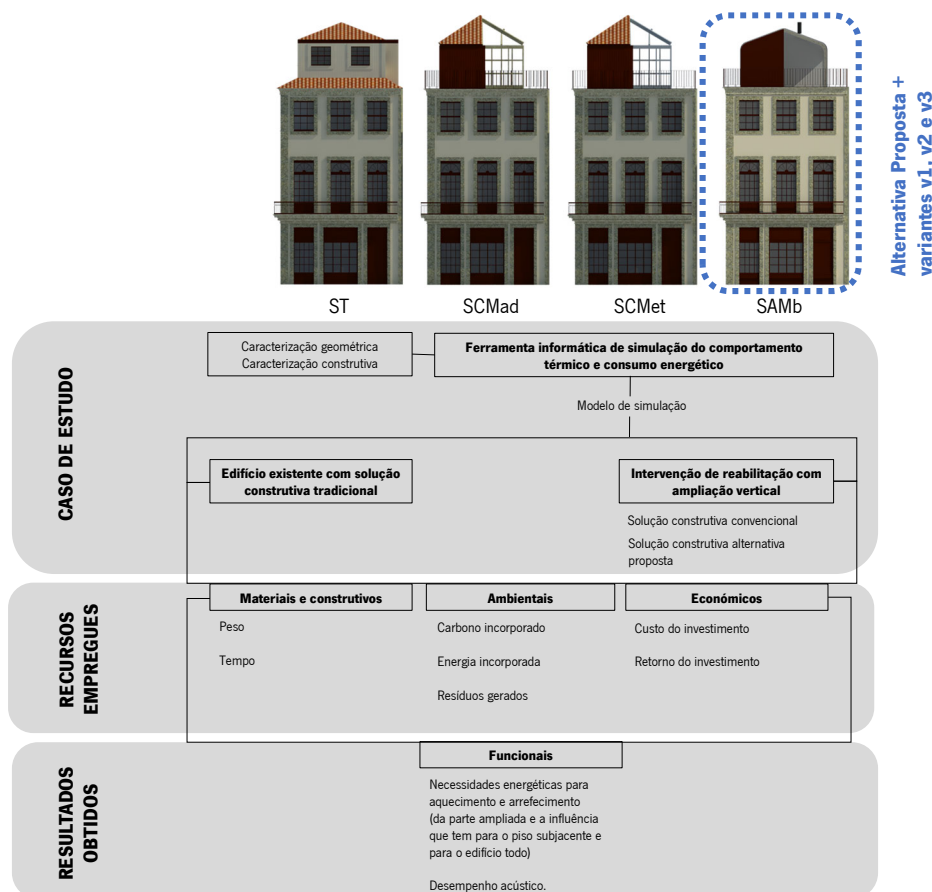 Alternativa Proposta +
variantes v1. v2 e v3
ST
SCMad
SCMet
SAMb
CASO DE ESTUDO
Caracterização geométrica
Caracterização construtiva
Ferramenta informática de simulação do comportamento
térmico e consumo energético
Modelo de simulação
Edifício existente com solução
construtiva tradicional
Intervenção de reabilitação com
ampliação vertical
Solução construtiva convencional
Solução construtiva alternativa
proposta
RECURSOS
EMPREGUES
Materiais e construtivos
Peso
Tempo
Ambientais
Carbono incorporado
Energia incorporada
Resíduos gerados
Económicos
Custo do investimento
Retorno do investimento
RESULTADOS
OBTIDOS
Funcionais
Necessidades energéticas para
aquecimento e arrefecimento
(da parte ampliada e a influência
que tem para o piso subjacente e
para o edifício todo)
Desempenho acústico.